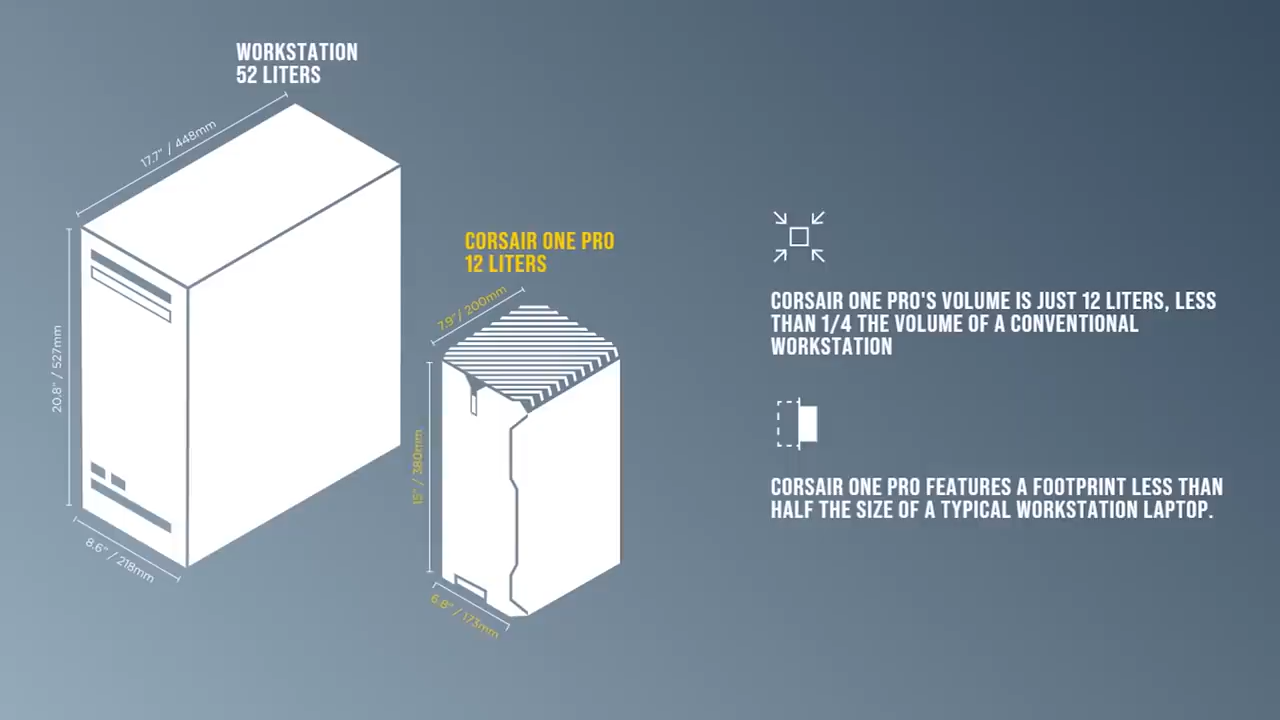 WORKSTATION
52 LITERS
17.7" / 448mm
20.8" / 527mm
8.6" / 218mm
CORSAIR ONE PRO
12 LITERS
7.9" / 200mm
15" / 380mm
6.8" / 173mm
CORSAIR ONE PRO'S VOLUME IS JUST 12 LITERS, LESS
THAN 1/4 THE VOLUME OF A CONVENTIONAL
WORKSTATION
CORSAIR ONE PRO FEATURES A FOOTPRINT LESS THAN
HALF THE SIZE OF A TYPICAL WORKSTATION LAPTOP.